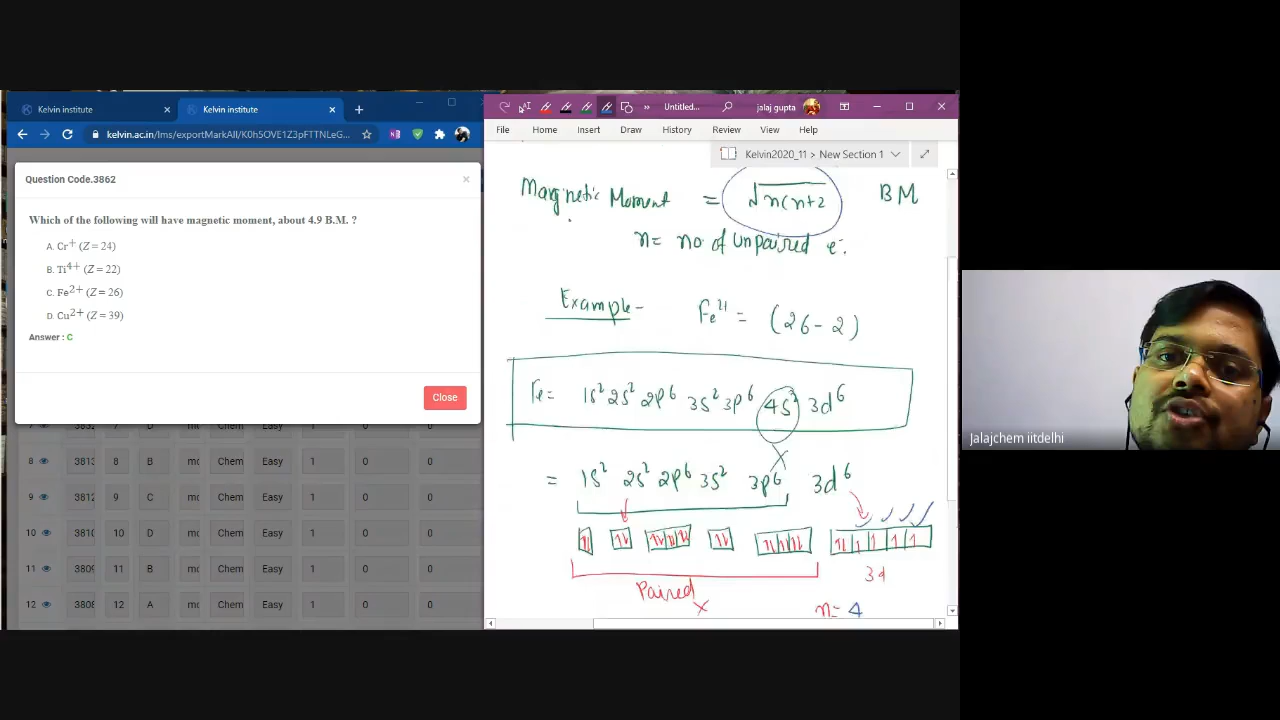 Kelvin institute
Kelvin institute
kelvin.ac.in/lms/exportMarkAll/K0h5OVE1Z3pFTTNLeG...
Question Code.3862
Which of the following will have magnetic moment, about 4.9 B.M. ?
A. Cr+ (Z = 24)
B. Ti4+ (Z = 22)
C. Fe2+ (Z = 26)
D. Cu2+ (Z = 39)
Answer : C
Close
7 D Chem Easy 1 0 0
8 3813 8 B mc Chem Easy 1 0 0
9 3812 9 C mc Chem Easy 1 0 0
10 3810 10 D mc Chem Easy 1 0 0
11 3809 11 B mc Chem Easy 1 0 0
12 3808 12 A mc Chem Easy 1 0 0
Untitled... jalaj gupta
File Home Insert Draw History Review View Help
Kelvin2020_11 > New Section 1
Magnetic Moment = √n(n+2 BM
n= no of unpaired e-.
Example- Fe2+ = (26-2)
Fe= 1s2 2s2 2p6 3s2 3p6 4s2 3d6
= 1s2 2s2 2p6 3s2 3p6 3d6
3d
Paired
X
n= 4
Jalajchem iitdelhi